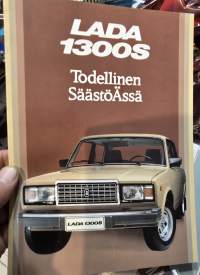 LADA
1300S
Todellinen
SäästöÄssä
LADA 1300S